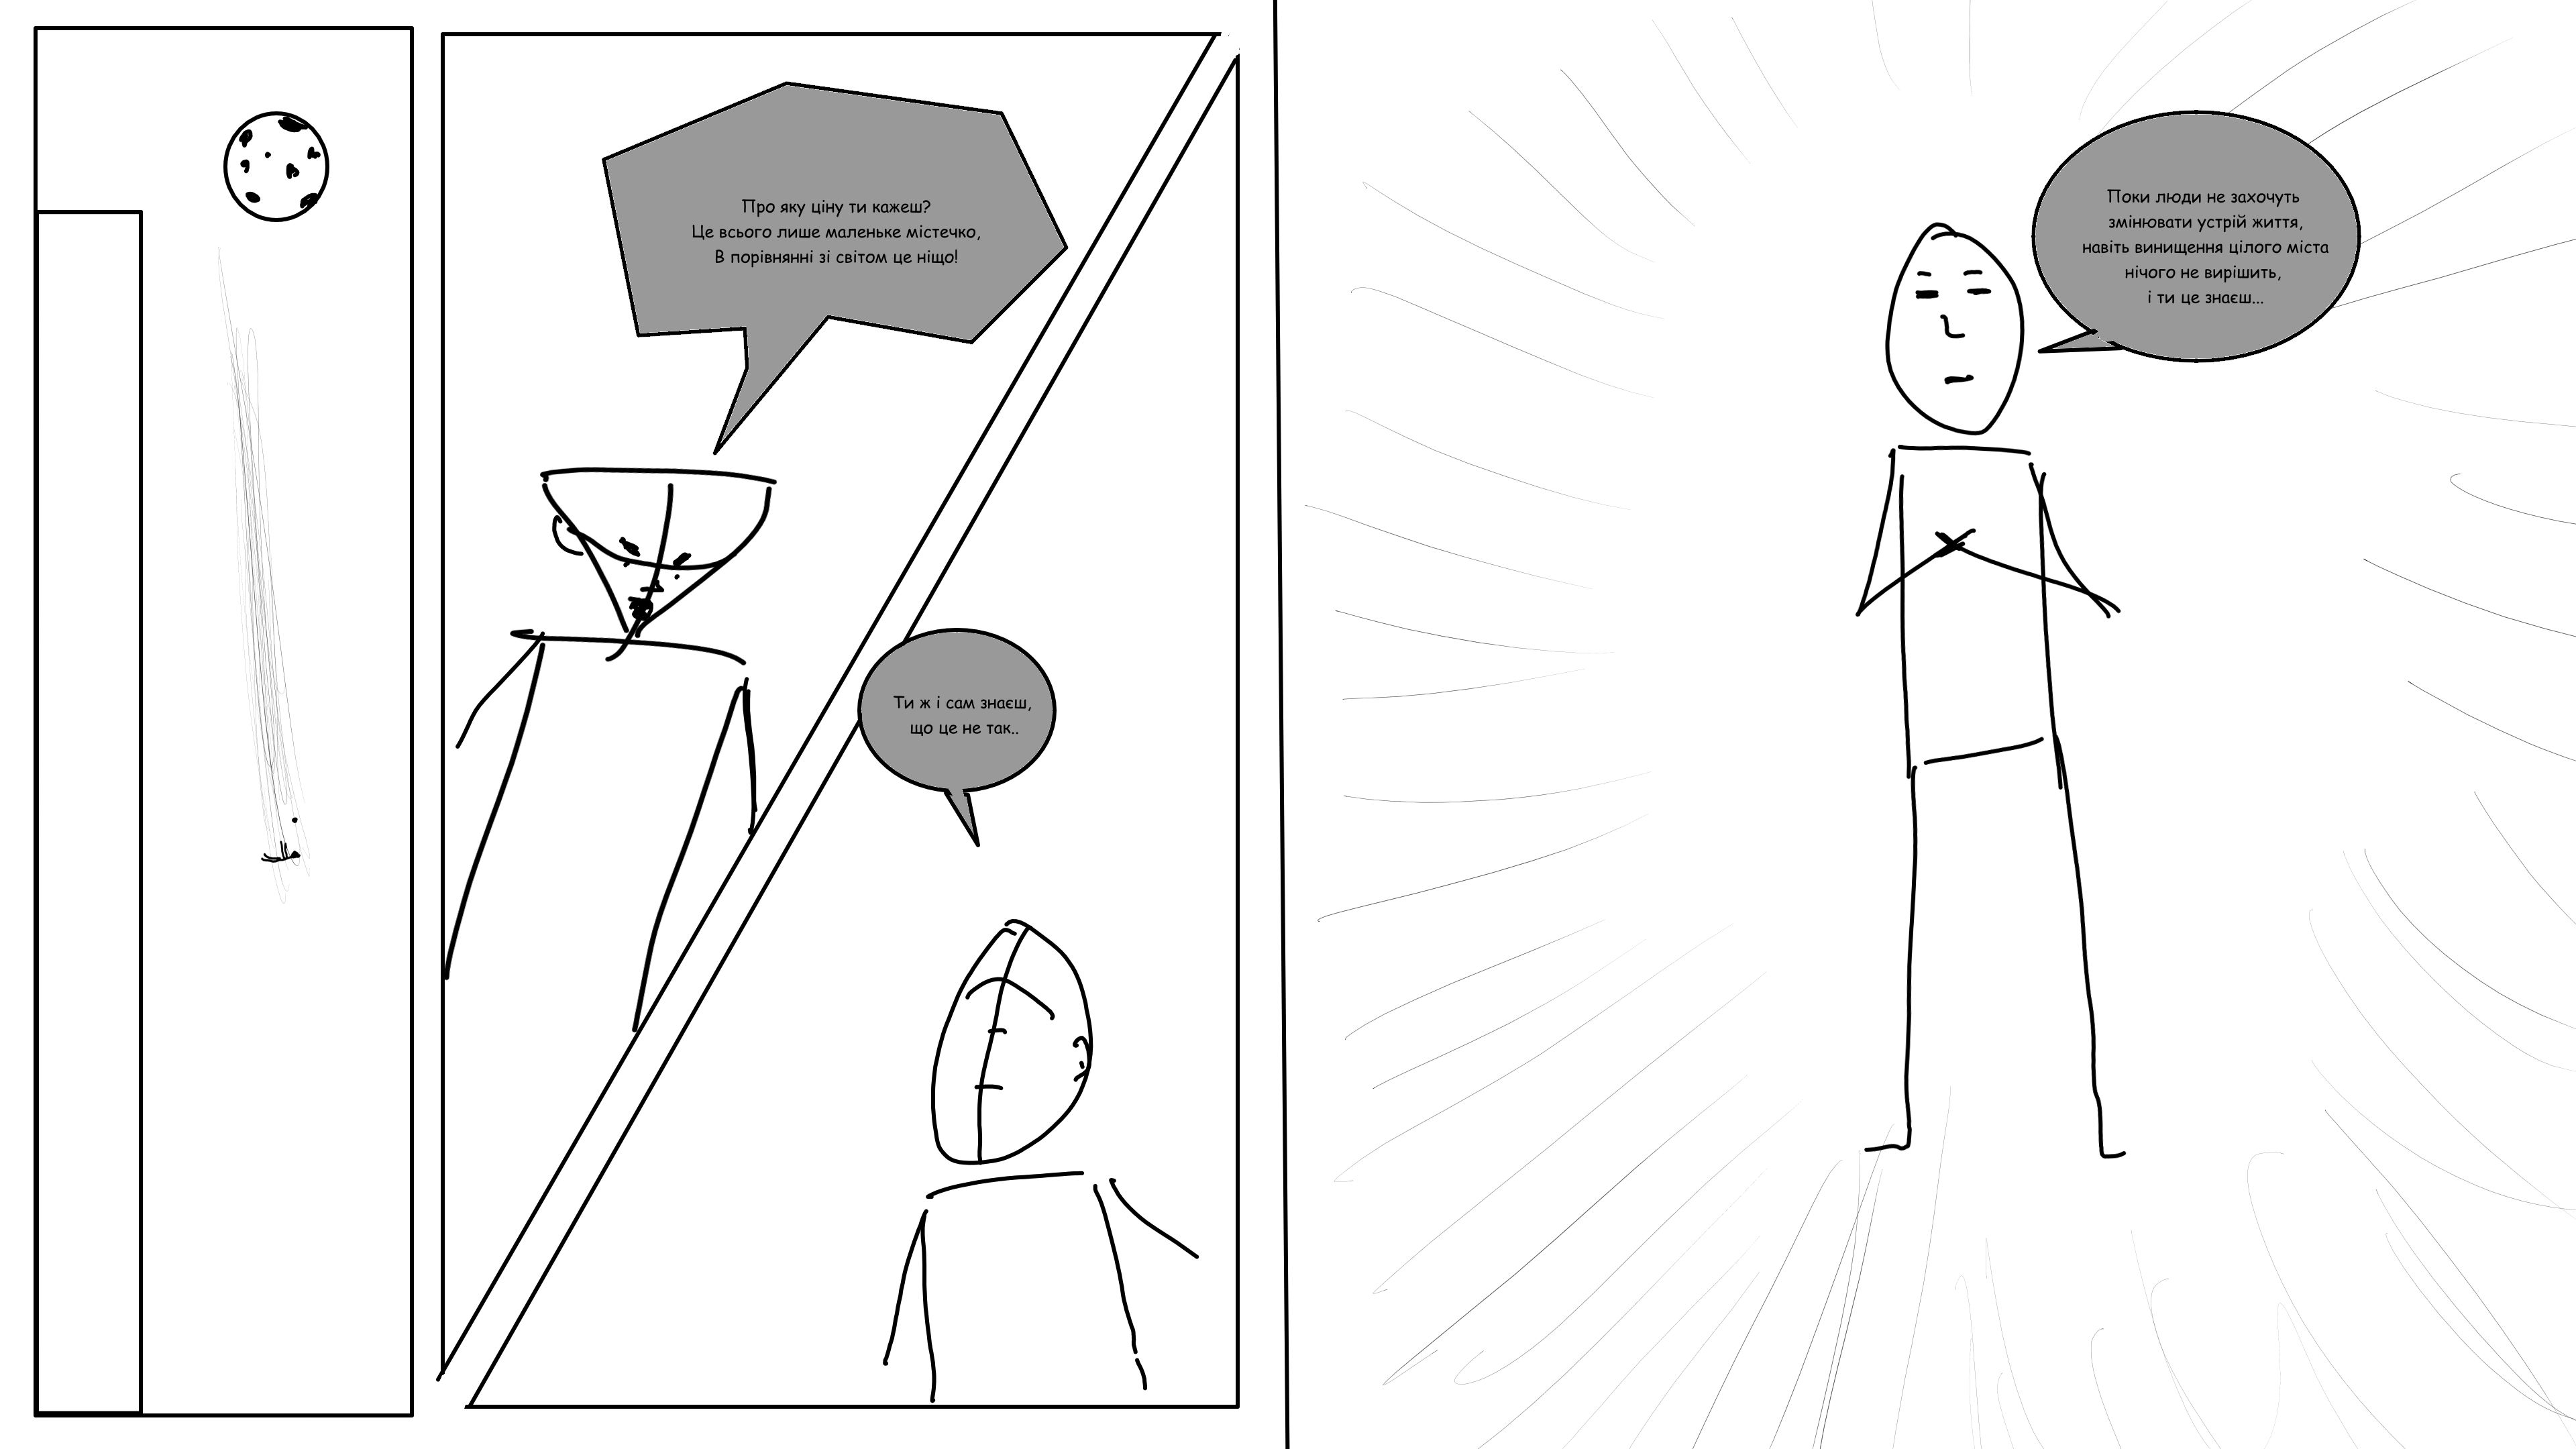 Про яку ціну ти кажеш?
Це всього лише маленьке містечко,
В порівнянні зі світом це ніщо!
Ти ж і сам знаєш,
що це не так..
Поки люди не захочуть
змінювати устрій життя,
навіть винищення цілого міста
нічого не вирішить,
і ти це знаєш...